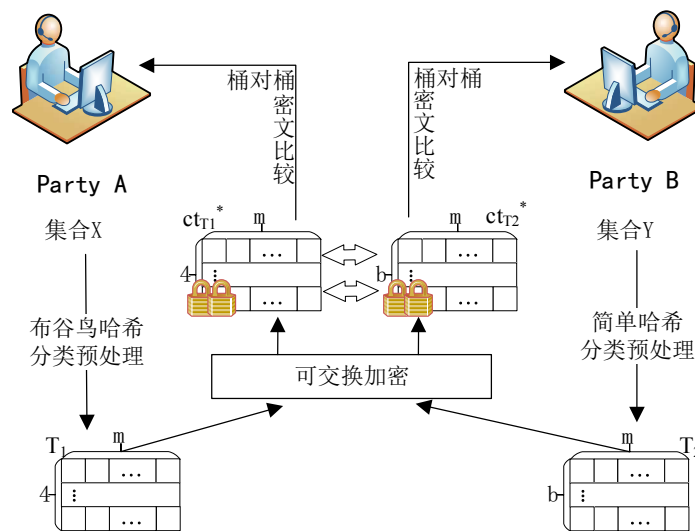 桶对桶
密文比较
桶对桶
密文比较
Party A
Party B
集合X
集合Y
ct_T1*
m
m
ct_T2*
...
...
4
⋮
b
⋮
...
...
布谷鸟哈希
分类预处理
简单哈希
分类预处理
可交换加密
T1
m
m
...
...
4
⋮
b
⋮
...
...